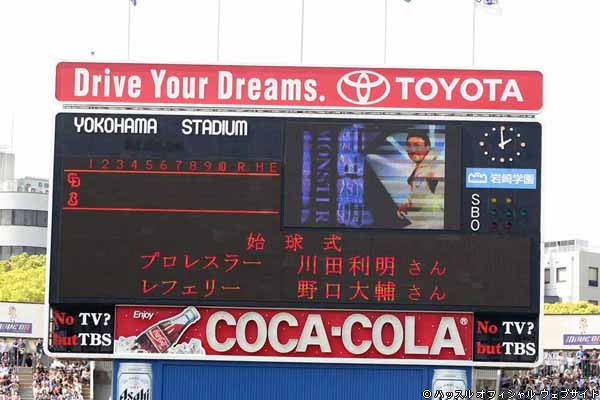 Drive Your Dreams. TOYOTA
YOKOHAMA STADIUM
1 2 3 4 5 6 7 8 9 10 R H E
CD
MONSTER
岩崎学園
S
B
O
始球式
プロレスラー 川田利明さん
レフェリー 野口大輔さん
No TV?
but TBS
Enjoy
COCA-COLA®
No TV?
but TBS
Asahi
©ハッスル オフィシャル ウェブサイト